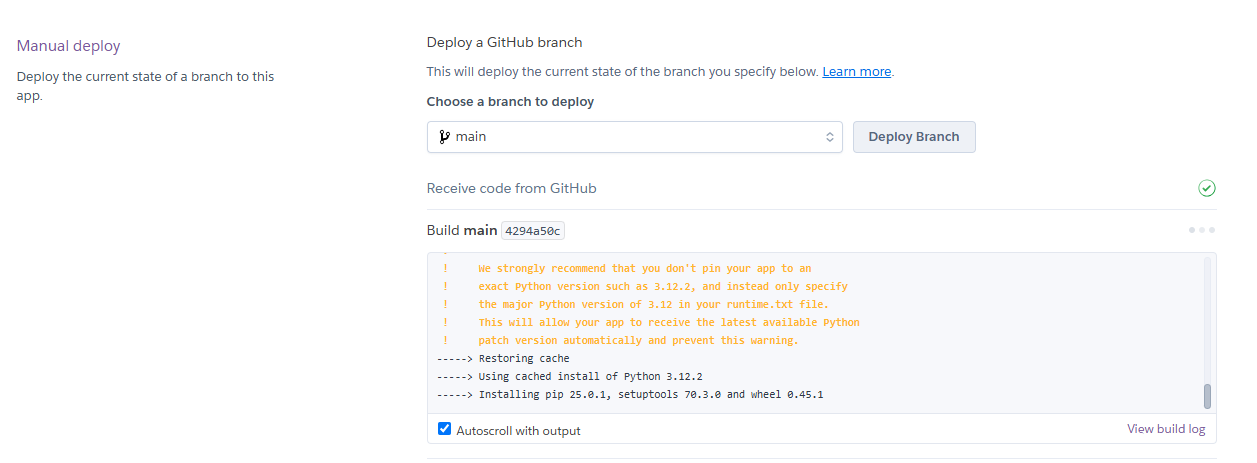 Manual deploy
Deploy the current state of a branch to this
app.
Deploy a GitHub branch
This will deploy the current state of the branch you specify below. Learn more.
Choose a branch to deploy
main
Deploy Branch
Receive code from GitHub
Build main 4294a50c
! We strongly recommend that you don't pin your app to an
! exact Python version such as 3.12.2, and instead only specify
! the major Python version of 3.12 in your runtime.txt file.
! This will allow your app to receive the latest available Python
! patch version automatically and prevent this warning.
-----> Restoring cache
-----> Using cached install of Python 3.12.2
-----> Installing pip 25.0.1, setuptools 70.3.0 and wheel 0.45.1
Autoscroll with output
View build log